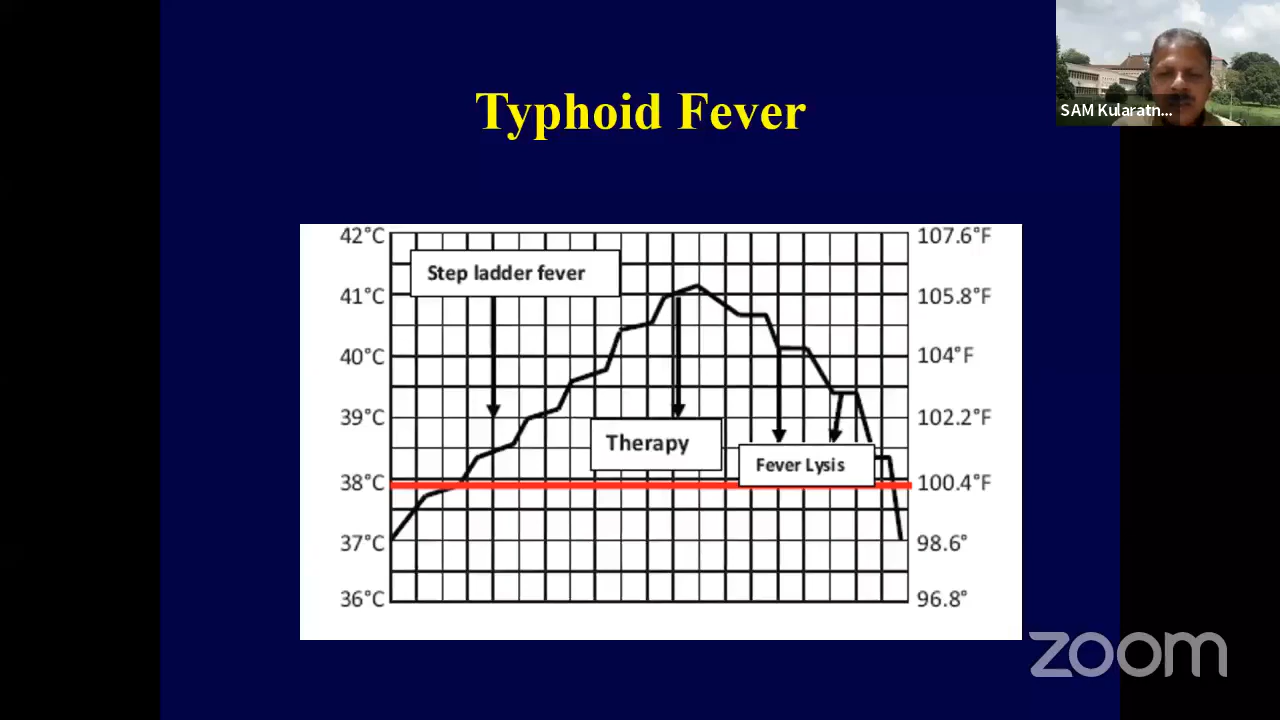 SAM Kularatn...
Typhoid Fever
42°C
107.6°F
Step ladder fever
41°C
105.8°F
40°C
104°F
39°C
102.2°F
Therapy
Fever Lysis
38°C
100.4°F
37°C
98.6°
36°C
96.8°
zoom